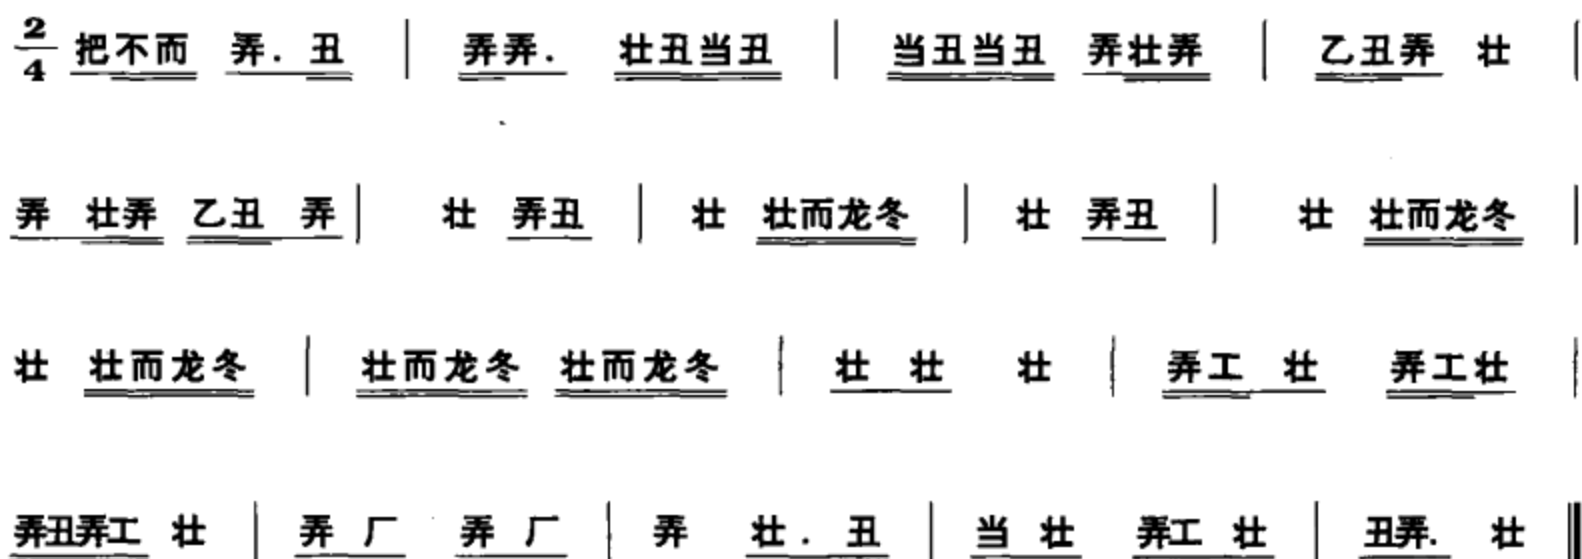 2/4 把不而 弄. 丑 | 弄弄. 壮丑当丑 | 当丑当丑 弄壮弄 | 乙丑弄 壮 |
弄 壮弄 乙丑 弄 | 壮 弄丑 | 壮 壮而龙冬 | 壮 弄丑 | 壮 壮而龙冬 |
壮 壮而龙冬 | 壮而龙冬 壮而龙冬 | 壮 壮 壮 | 弄工 壮 弄工壮 |
弄丑弄工 壮 | 弄 厂 弄 厂 | 弄 壮. 丑 | 当 壮 弄工 壮 | 丑弄. 壮 ‖